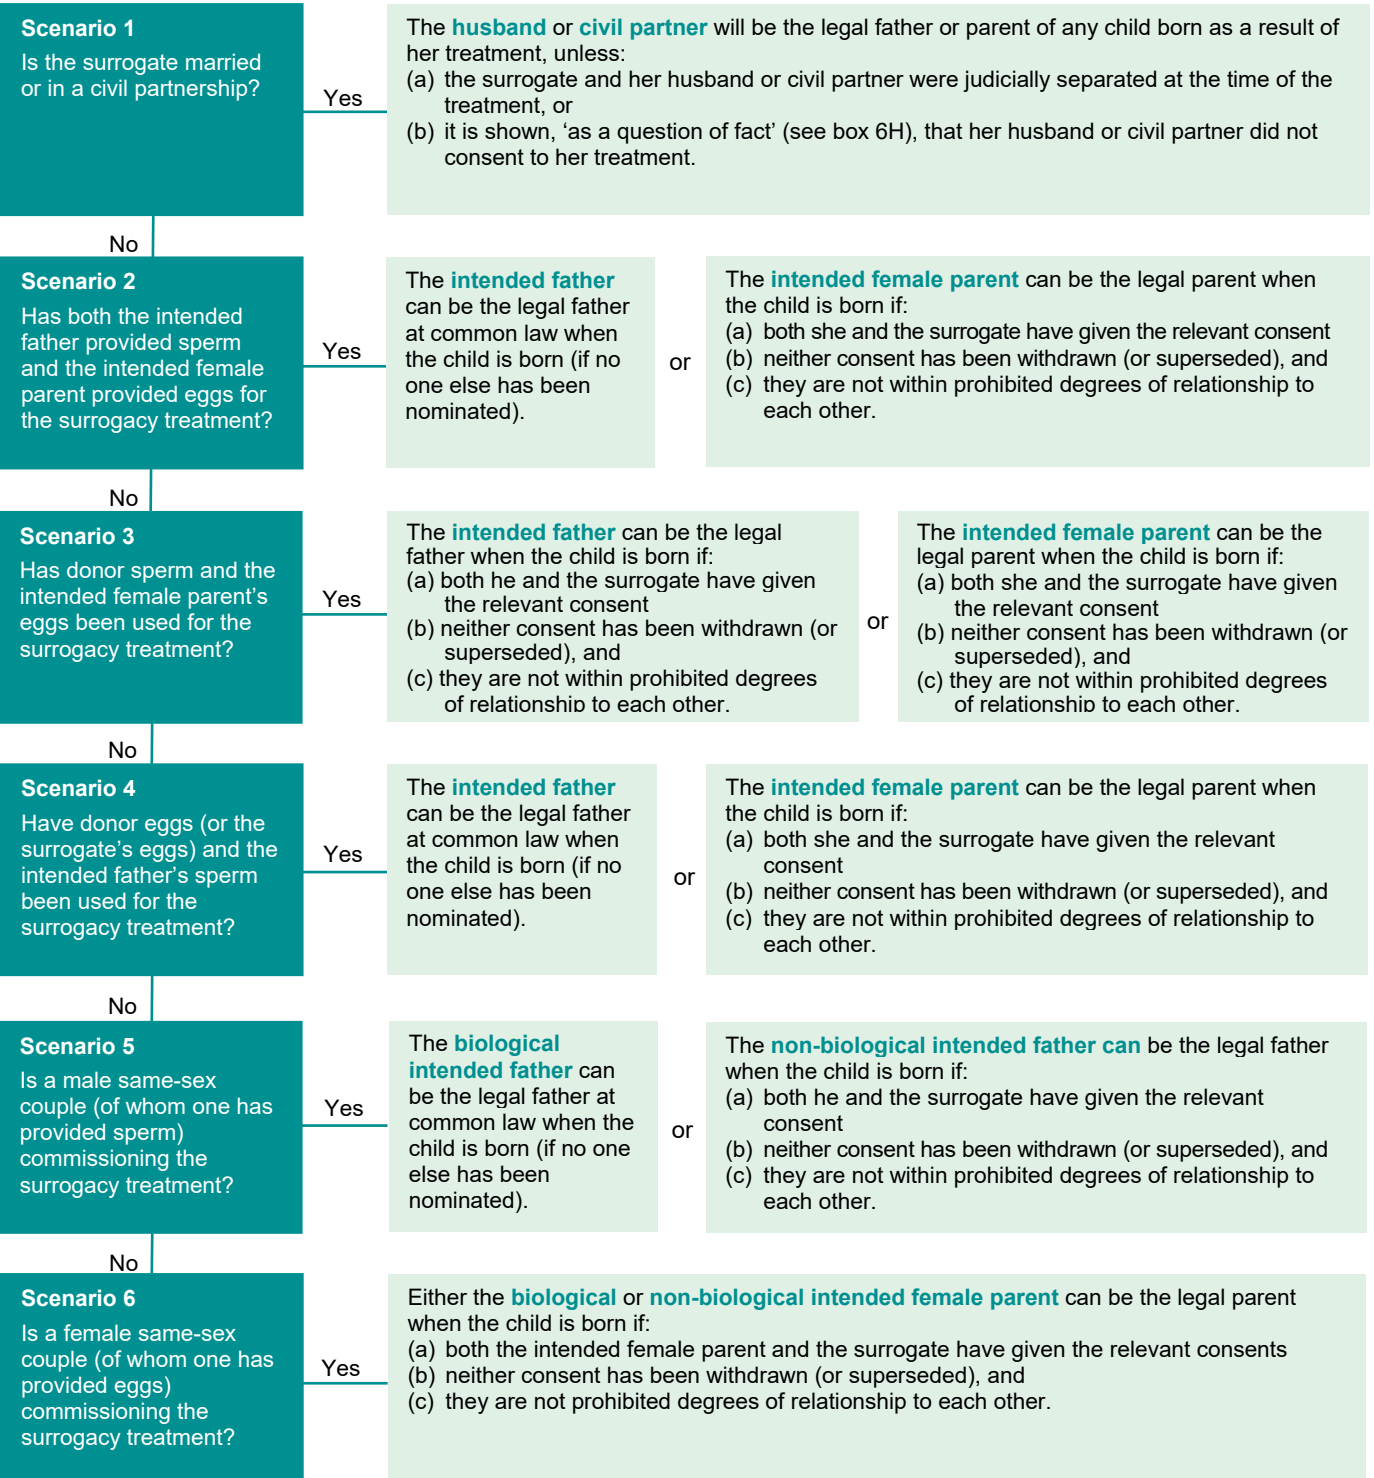 Scenario 1
Is the surrogate married
or in a civil partnership?
Yes
The husband or civil partner will be the legal father or parent of any child born as a result of
her treatment, unless:
(a) the surrogate and her husband or civil partner were judicially separated at the time of the
treatment, or
(b) it is shown, ‘as a question of fact’ (see box 6H), that her husband or civil partner did not
consent to her treatment.
No
Scenario 2
Has both the intended
father provided sperm
and the intended female
parent provided eggs for
the surrogacy treatment?
Yes
The intended father
can be the legal father
at common law when
the child is born (if no
one else has been
nominated).
or
The intended female parent can be the legal parent when
the child is born if:
(a) both she and the surrogate have given the relevant consent
(b) neither consent has been withdrawn (or superseded), and
(c) they are not within prohibited degrees of relationship to
each other.
No
Scenario 3
Has donor sperm and the
intended female parent’s
eggs been used for the
surrogacy treatment?
Yes
The intended father can be the legal
father when the child is born if:
(a) both he and the surrogate have given
the relevant consent
(b) neither consent has been withdrawn (or
superseded), and
(c) they are not within prohibited degrees
of relationship to each other.
or
The intended female parent can be the
legal parent when the child is born if:
(a) both she and the surrogate have given
the relevant consent
(b) neither consent has been withdrawn (or
superseded), and
(c) they are not within prohibited degrees
of relationship to each other.
No
Scenario 4
Have donor eggs (or the
surrogate’s eggs) and the
intended father’s sperm
been used for the
surrogacy treatment?
Yes
The intended father
can be the legal father
at common law when
the child is born (if no
one else has been
nominated).
or
The intended female parent can be the legal parent when
the child is born if:
(a) both she and the surrogate have given the relevant
consent
(b) neither consent has been withdrawn (or superseded), and
(c) they are not within prohibited degrees of relationship to
each other.
No
Scenario 5
Is a male same-sex
couple (of whom one has
provided sperm)
commissioning the
surrogacy treatment?
Yes
The biological
intended father can
be the legal father at
common law when the
child is born (if no one
else has been
nominated).
or
The non-biological intended father can be the legal father
when the child is born if:
(a) both he and the surrogate have given the relevant
consent
(b) neither consent has been withdrawn (or superseded), and
(c) they are not within prohibited degrees of relationship to
each other.
No
Scenario 6
Is a female same-sex
couple (of whom one has
provided eggs)
commissioning the
surrogacy treatment?
Yes
Either the biological or non-biological intended female parent can be the legal parent
when the child is born if:
(a) both the intended female parent and the surrogate have given the relevant consents
(b) neither consent has been withdrawn (or superseded), and
(c) they are not prohibited degrees of relationship to each other.